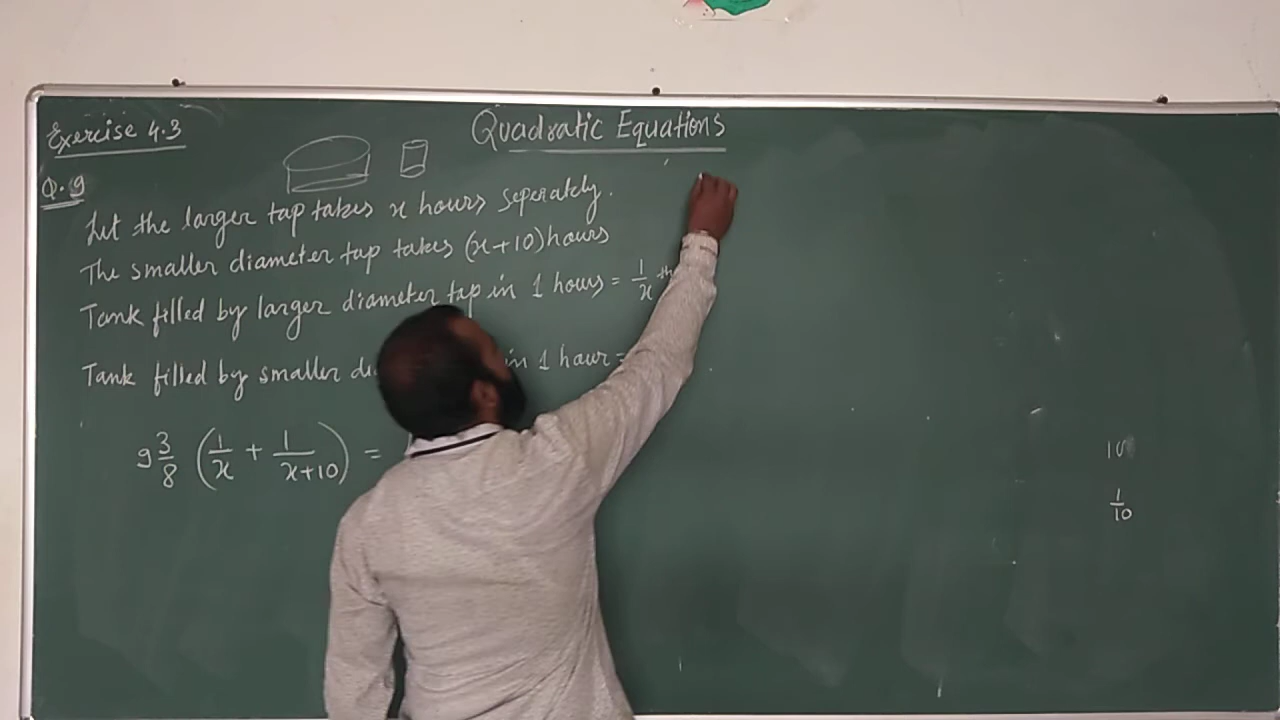 Exercise 4.3
Quadratic Equations
Q.9
Let the larger tap takes x hours seperately.
The smaller diameter tap takes (x+10) hours
Tank filled by larger diameter tap in 1 hours = 1/x th
Tank filled by smaller in 1 hour =
9 3/8 (1/x + 1/(x+10)) =
10
1/10